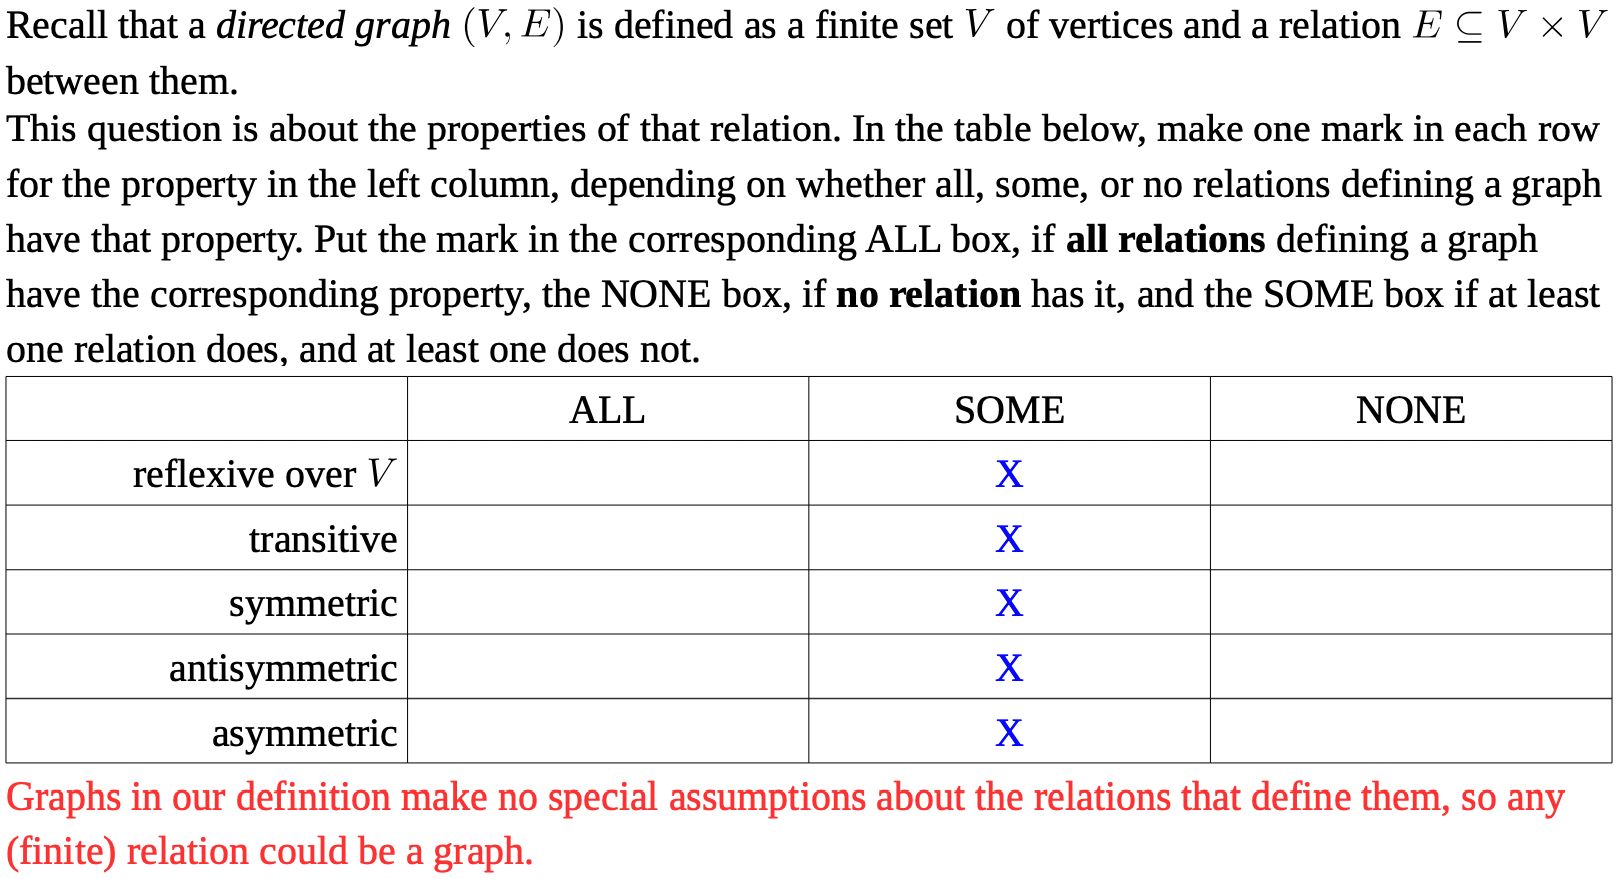 Recall that a directed graph (V, E) is defined as a finite set V of vertices and a relation E ⊆ V × V
between them.
This question is about the properties of that relation. In the table below, make one mark in each row
for the property in the left column, depending on whether all, some, or no relations defining a graph
have that property. Put the mark in the corresponding ALL box, if all relations defining a graph
have the corresponding property, the NONE box, if no relation has it, and the SOME box if at least
one relation does, and at least one does not.
ALL SOME NONE
reflexive over V X
transitive X
symmetric X
antisymmetric X
asymmetric X
Graphs in our definition make no special assumptions about the relations that define them, so any
(finite) relation could be a graph.